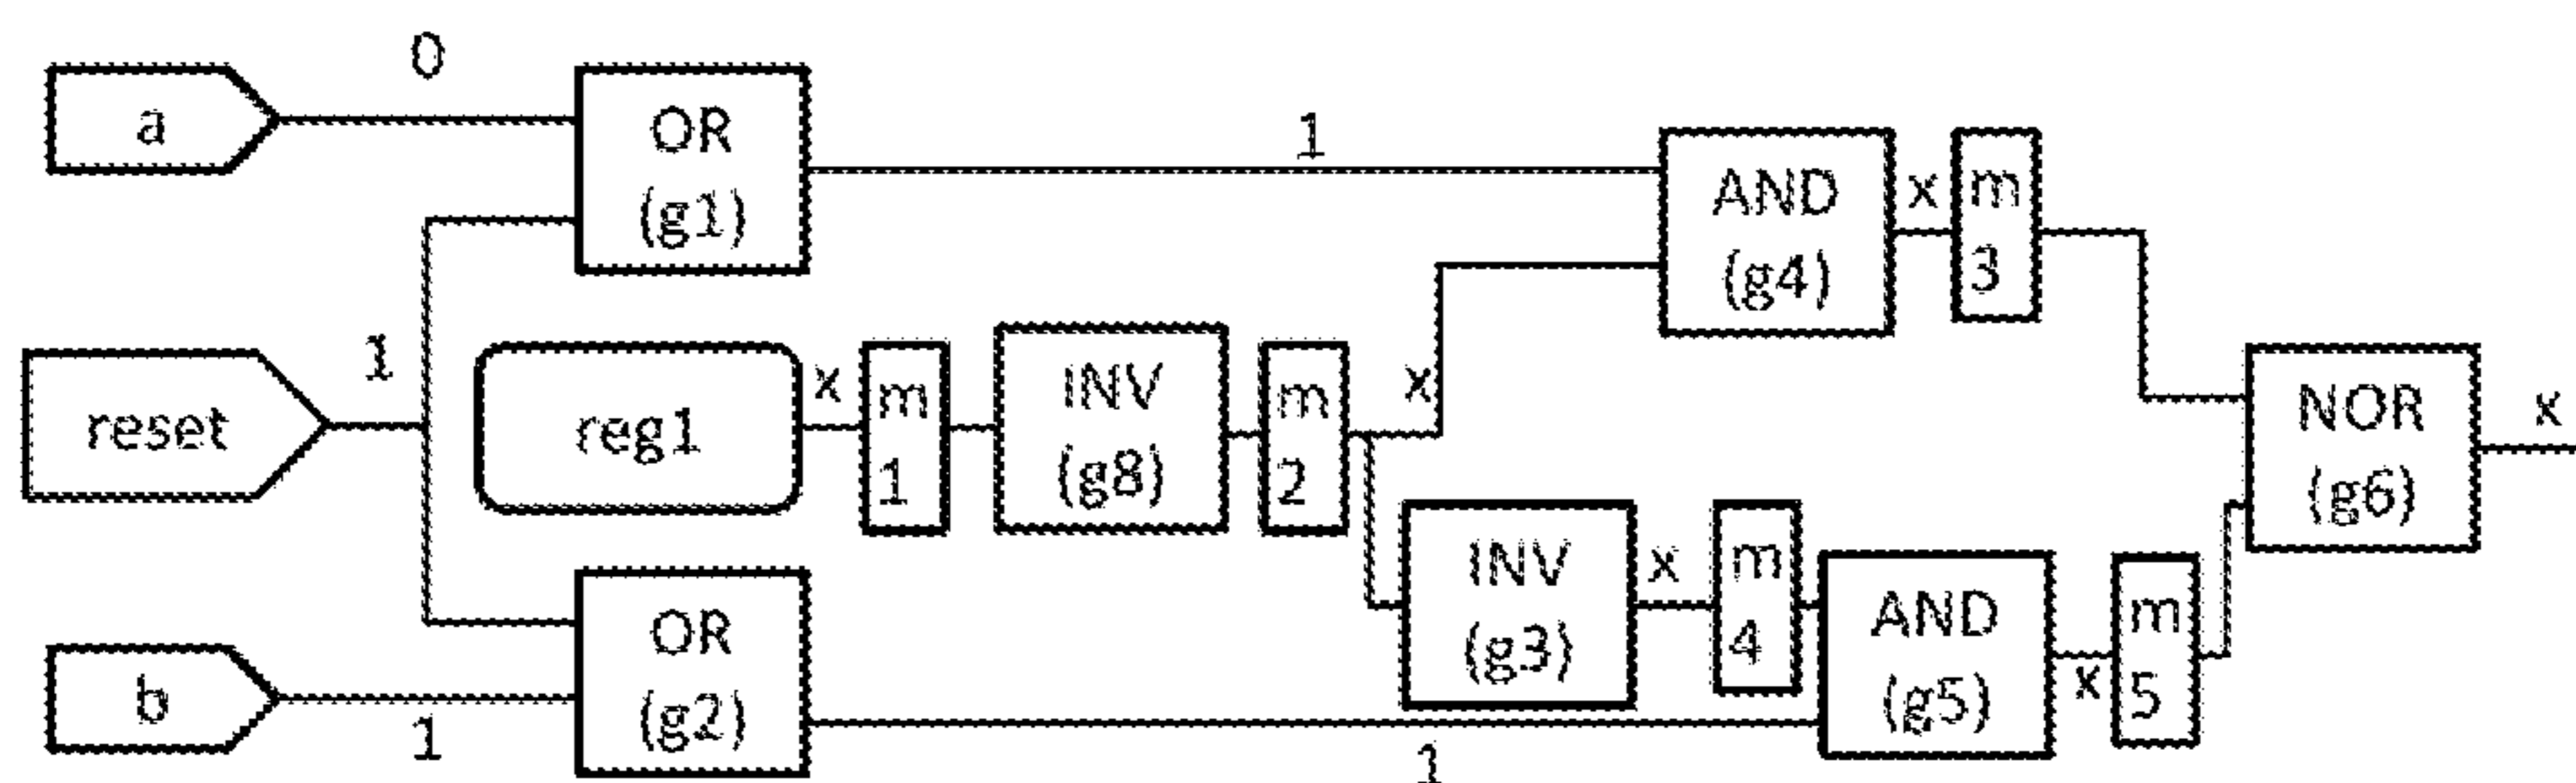 0
a
OR
(g1)
1
AND
(g4)
x
m
3
1
reset
reg1
x
m
1
INV
(g8)
m
2
x
NOR
(g6)
x
INV
(g3)
x
m
4
AND
(g5)
x
m
5
b
1
OR
(g2)
1